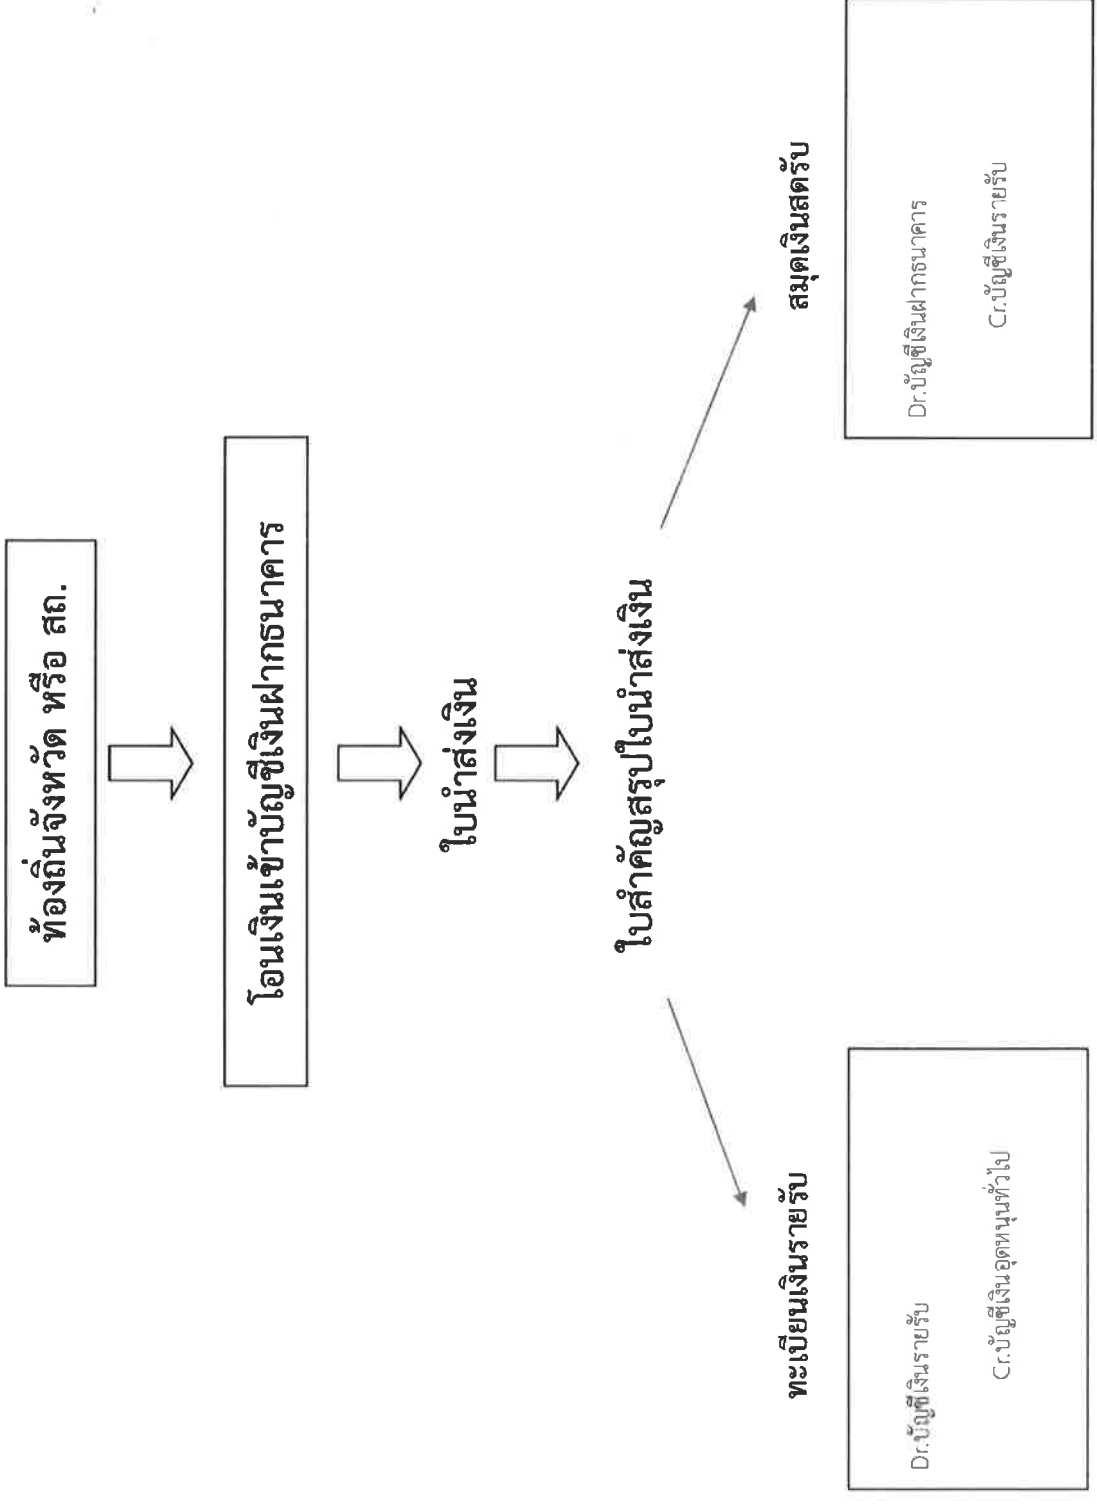 ท้องถิ่นจังหวัด หรือ สถ.
โอนเงินเข้าบัญชีเงินฝากธนาคาร
ใบนำส่งเงิน
ใบสำคัญสรุปใบนำส่งเงิน
ทะเบียนเงินรายรับ
Dr.บัญชีเงินรายรับ
Cr.บัญชีเงินอุดหนุนทั่วไป
สมุดเงินสดรับ
Dr.บัญชีเงินฝากธนาคาร
Cr.บัญชีเงินรายรับ